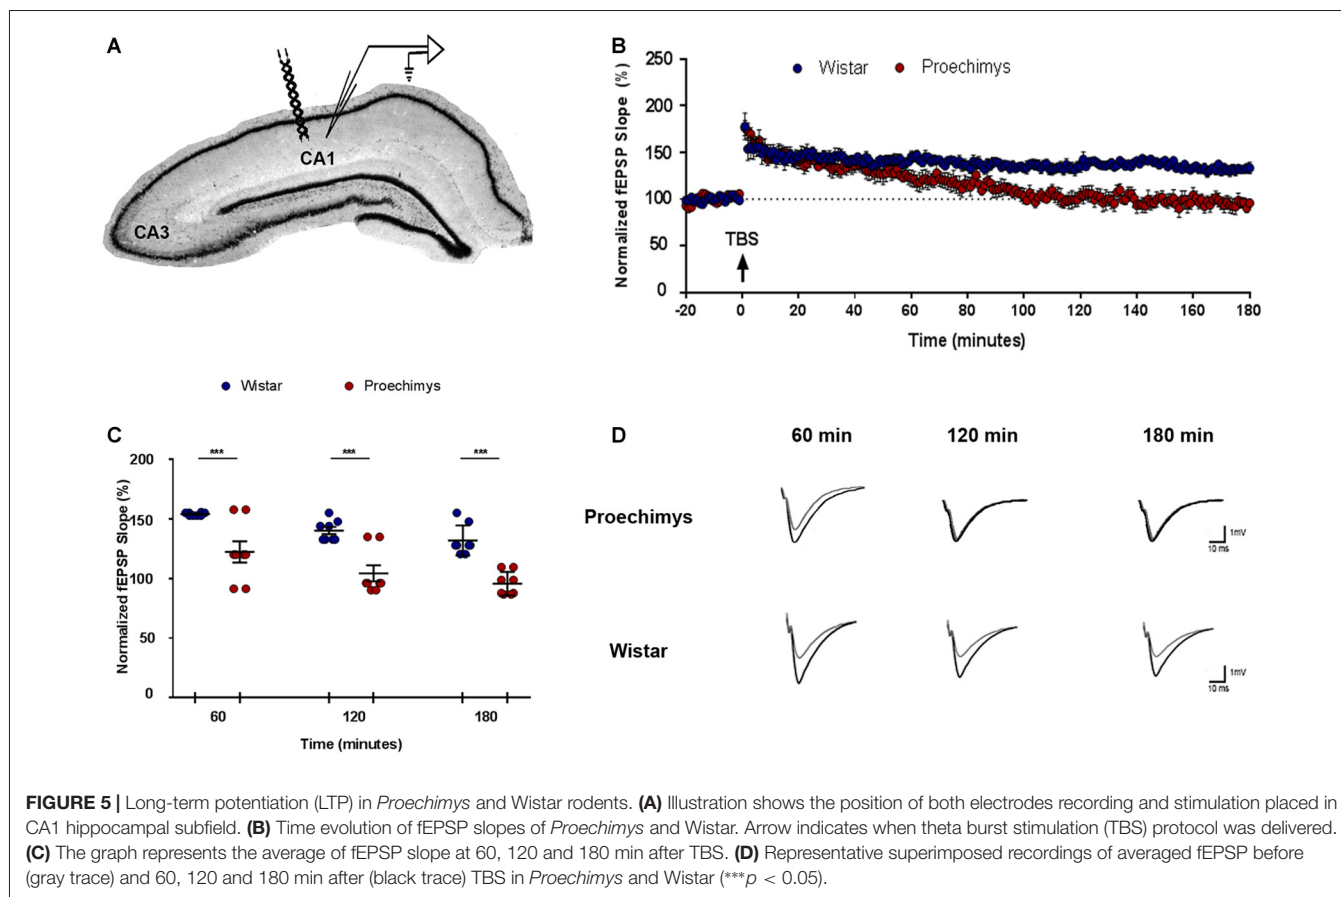 A
CA1
CA3
B
Wistar
Proechimys
Normalized fEPSP Slope (%)
250
200
150
100
50
0
TBS
-20
0
20
40
60
80
100
120
140
160
180
Time (minutes)
Wistar
Proechimys
C
Normalized fEPSP Slope (%)
200
150
100
50
0
***
***
***
60
120
180
Time (minutes)
D
60 min
120 min
180 min
Proechimys
1mV
10 ms
Wistar
1mV
10 ms
FIGURE 5 | Long-term potentiation (LTP) in Proechimys and Wistar rodents. (A) Illustration shows the position of both electrodes recording and stimulation placed in
CA1 hippocampal subfield. (B) Time evolution of fEPSP slopes of Proechimys and Wistar. Arrow indicates when theta burst stimulation (TBS) protocol was delivered.
(C) The graph represents the average of fEPSP slope at 60, 120 and 180 min after TBS. (D) Representative superimposed recordings of averaged fEPSP before
(gray trace) and 60, 120 and 180 min after (black trace) TBS in Proechimys and Wistar (***p < 0.05).